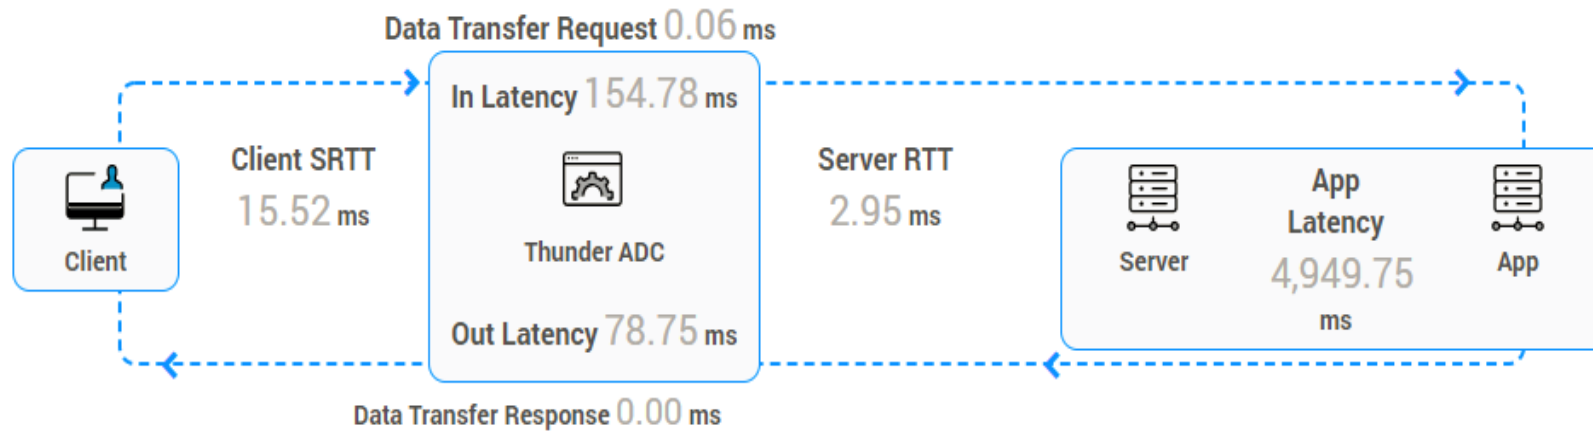 Data Transfer Request 0.06 ms
In Latency 154.78 ms
Client SRTT
15.52 ms
Client
Thunder ADC
Out Latency 78.75 ms
Data Transfer Response 0.00 ms
Server RTT
2.95 ms
Server
App
Latency
4,949.75
ms
App